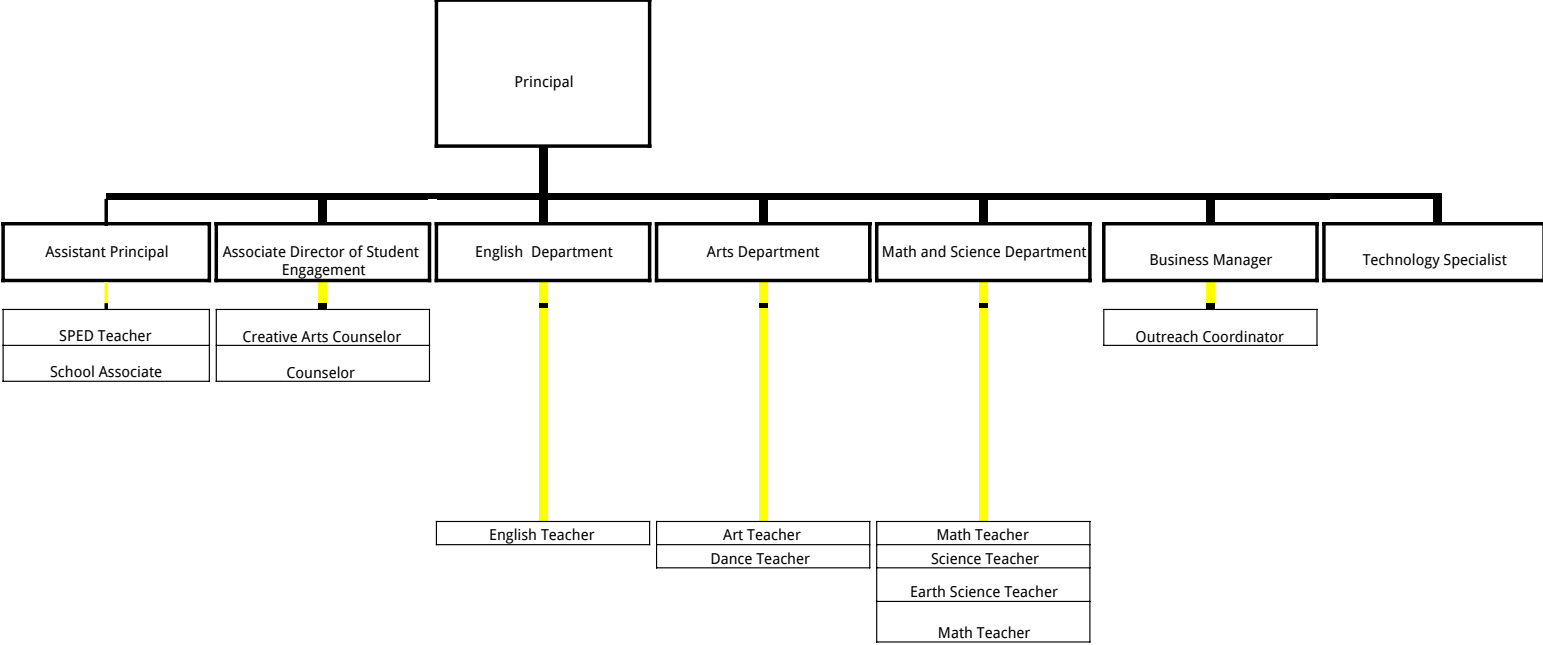 Principal
Assistant Principal
Associate Director of Student
Engagement
English Department
Arts Department
Math and Science Department
Business Manager
Technology Specialist
SPED Teacher
School Associate
Creative Arts Counselor
Counselor
Outreach Coordinator
English Teacher
Art Teacher
Dance Teacher
Math Teacher
Science Teacher
Earth Science Teacher
Math Teacher